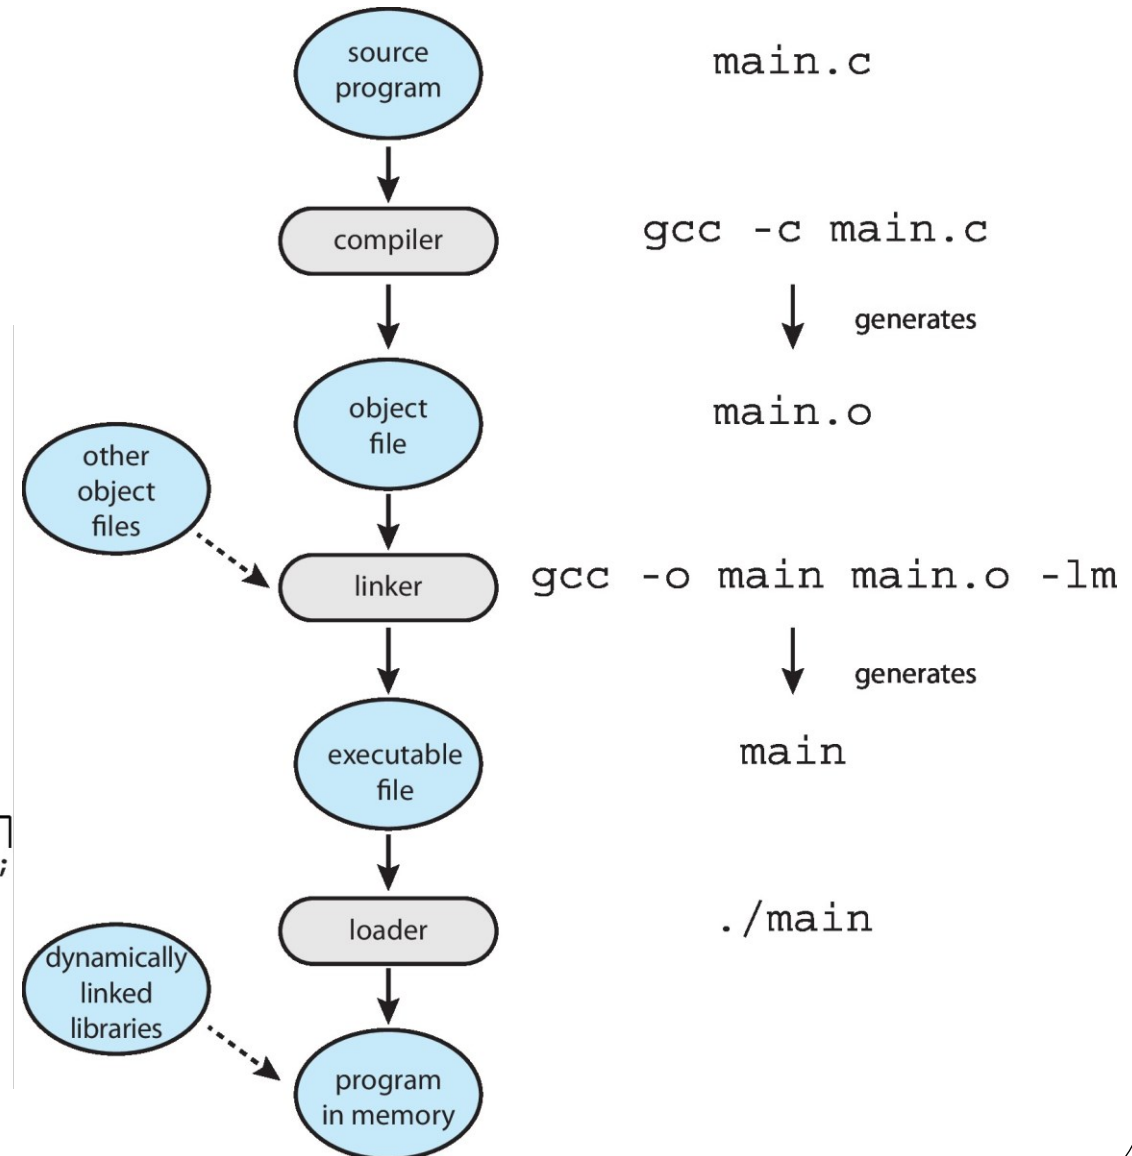 source
program
main.c
compiler
gcc -c main.c
generates
object
file
main.o
other
object
files
linker
gcc -o main main.o -lm
generates
executable
file
main
;
loader
./main
dynamically
linked
libraries
program
in memory